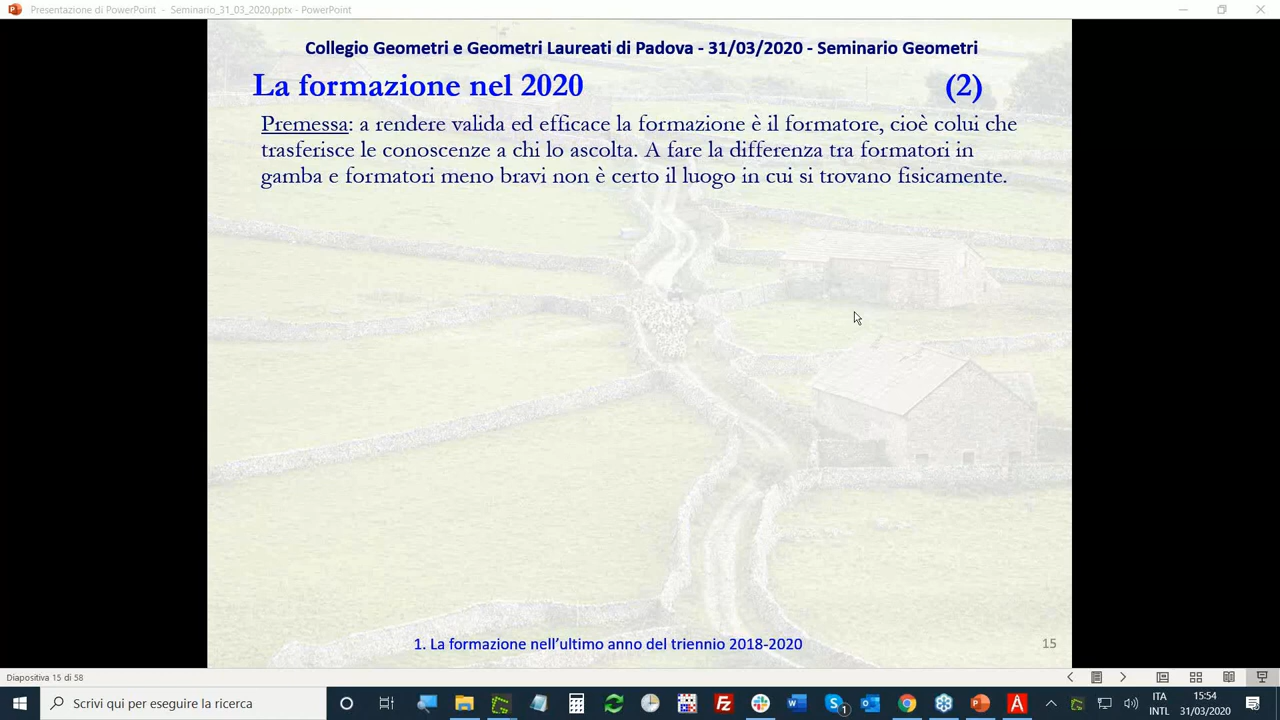 Presentazione di PowerPoint - Seminario_31_03_2020.pptx - PowerPoint
Collegio Geometri e Geometri Laureati di Padova - 31/03/2020 - Seminario Geometri
La formazione nel 2020 (2)
Premessa: a rendere valida ed efficace la formazione è il formatore, cioè colui che
trasferisce le conoscenze a chi lo ascolta. A fare la differenza tra formatori in
gamba e formatori meno bravi non è certo il luogo in cui si trovano fisicamente.
1. La formazione nell'ultimo anno del triennio 2018-2020
15
Diapositiva 15 di 58
Scrivi qui per eseguire la ricerca
ITA
INTL
15:54
31/03/2020